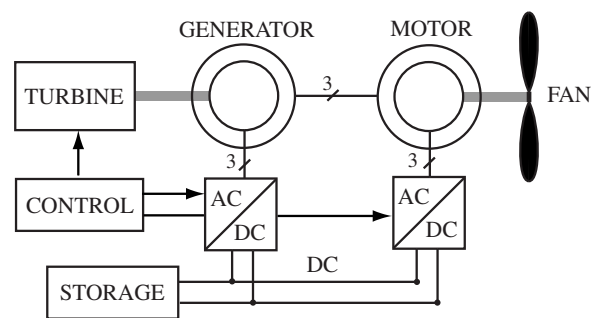 GENERATOR
MOTOR
TURBINE
3
FAN
3
3
CONTROL
AC
DC
AC
DC
DC
STORAGE